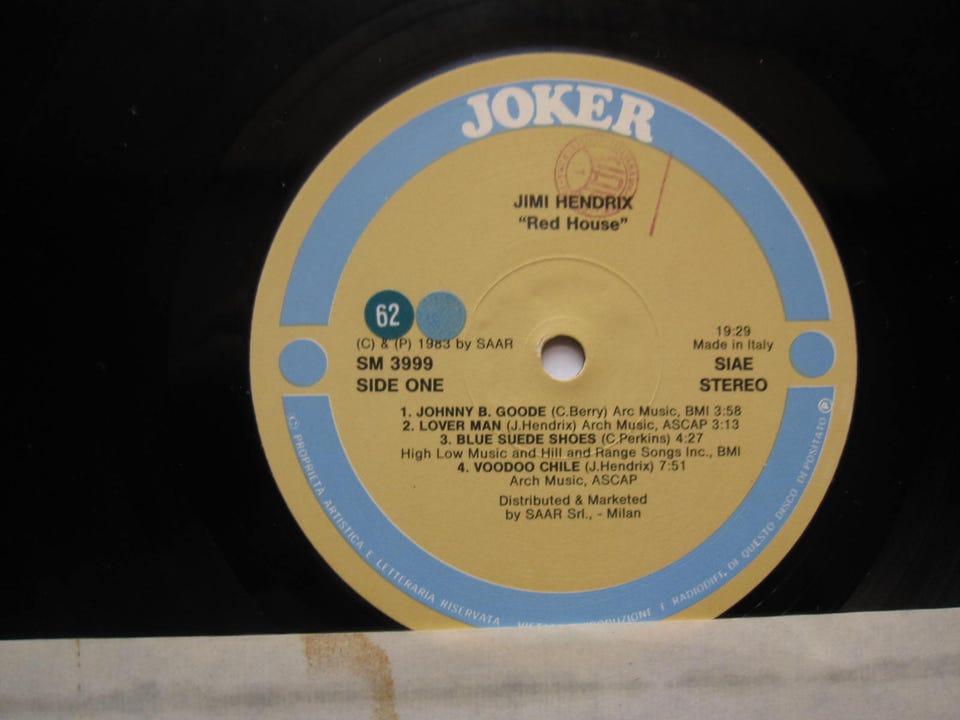 JOKER
JIMI HENDRIX
“Red House”
62
(C) & (P) 1983 by SAAR
SM 3999
SIDE ONE
19:29
Made in Italy
SIAE
STEREO
1. JOHNNY B. GOODE (C.Berry) Arc Music, BMI 3:58
2. LOVER MAN (J.Hendrix) Arch Music, ASCAP 3:13
3. BLUE SUEDE SHOES (C.Perkins) 4:27
High Low Music and Hill and Range Songs Inc., BMI
4. VOODOO CHILE (J.Hendrix) 7:51
Arch Music, ASCAP
Distributed & Marketed
by SAAR Srl., - Milan
PROPRIETÀ ARTISTICA E LETTERARIA RISERVATA E RADIODIFF. DI QUESTO DISCO DEPOSITATO Ⓟ